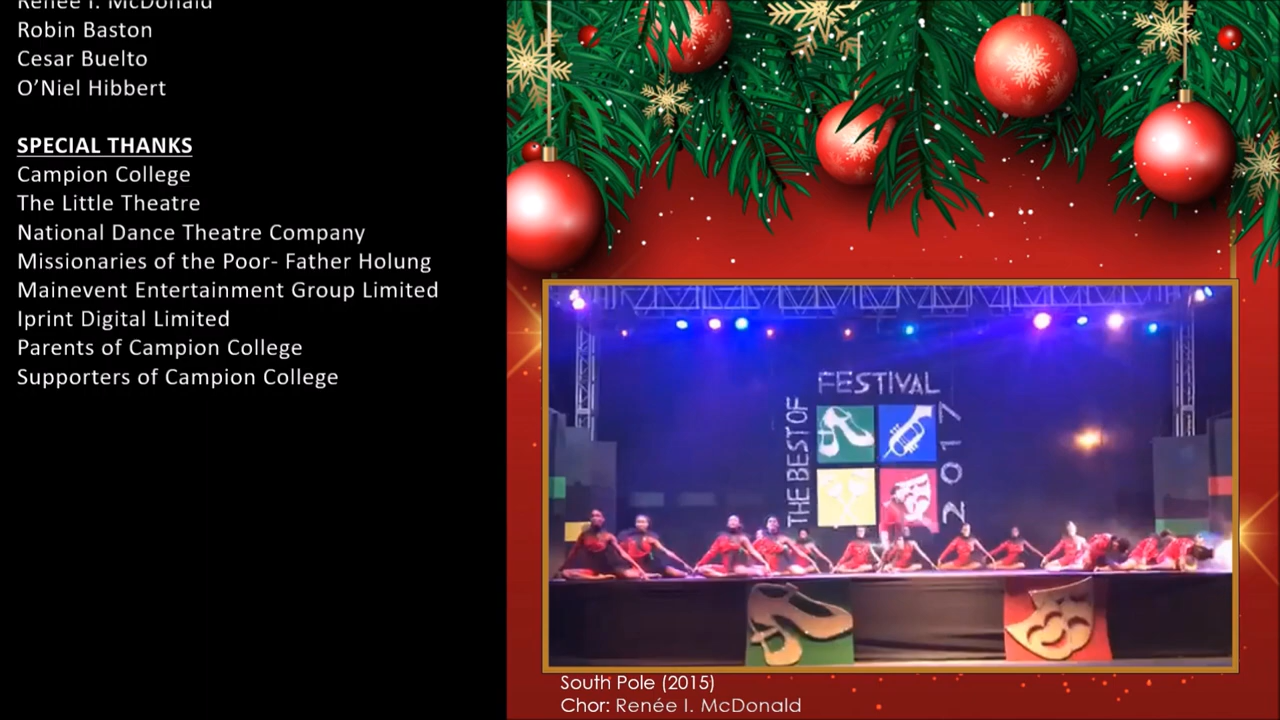 Renée I. McDonald
Robin Baston
Cesar Buelto
O’Niel Hibbert
SPECIAL THANKS
Campion College
The Little Theatre
National Dance Theatre Company
Missionaries of the Poor- Father Holung
Mainevent Entertainment Group Limited
Iprint Digital Limited
Parents of Campion College
Supporters of Campion College
FESTIVAL
THE BEST OF
2017
South Pole (2015)
Chor: Renée I. McDonald